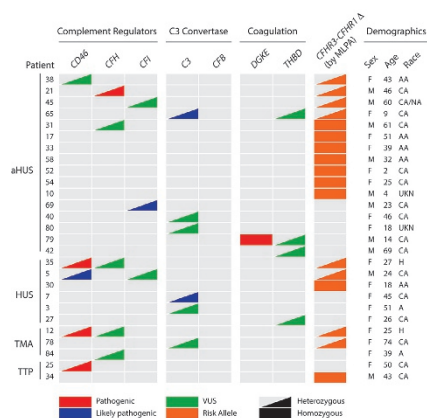 Complement Regulators C3 Convertase Coagulation CFHR3-CFHR1 Δ (by MLPA) Demographics
Patient CD46 CFH CFI C3 CFB DGKE THBD Sex Age Race
38 F 43 AA
21 M 46 CA
45 M 60 CA/NA
65 F 9 CA
31 M 61 CA
17 F 51 AA
33 F 39 AA
58 M 32 AA
52 F 2 CA
54 F 25 CA
10 M 4 UKN
69 M 23 CA
40 F 46 CA
80 F 18 UKN
79 M 14 CA
42 M 69 CA
35 F 27 H
5 M 24 CA
30 F 18 AA
7 F 45 CA
3 F 51 A
27 F 26 CA
12 F 25 H
78 F 74 CA
84 F 39 A
25 F 50 CA
34 M 43 CA
aHUS
HUS
TMA
TTP
Pathogenic VUS Heterozygous
Likely pathogenic Risk Allele Homozygous